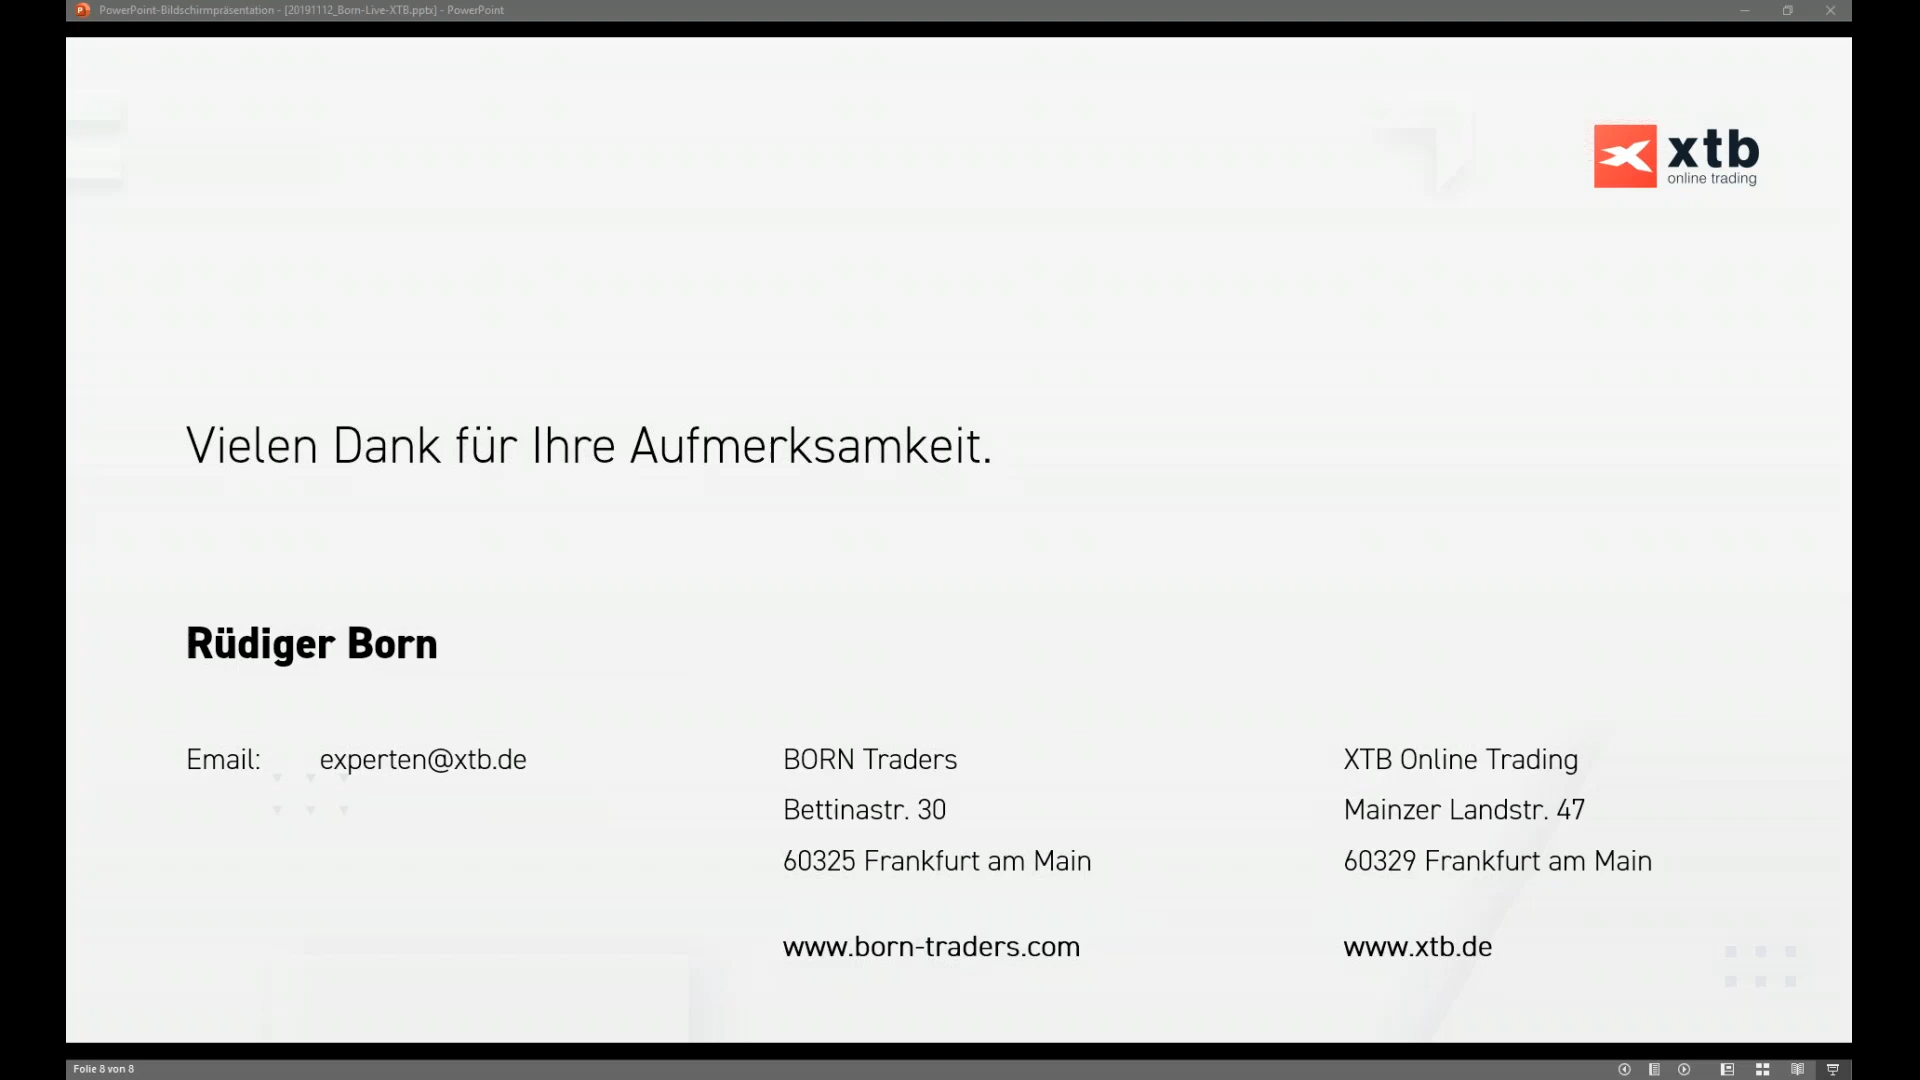 PowerPoint-Bildschirmpräsentation - [20191112_Born-Live-XTB.pptx] - PowerPoint
xtb
online trading
Vielen Dank für Ihre Aufmerksamkeit.
Rüdiger Born
Email: experten@xtb.de
BORN Traders
Bettinastr. 30
60325 Frankfurt am Main
www.born-traders.com
XTB Online Trading
Mainzer Landstr. 47
60329 Frankfurt am Main
www.xtb.de
Folie 8 von 8